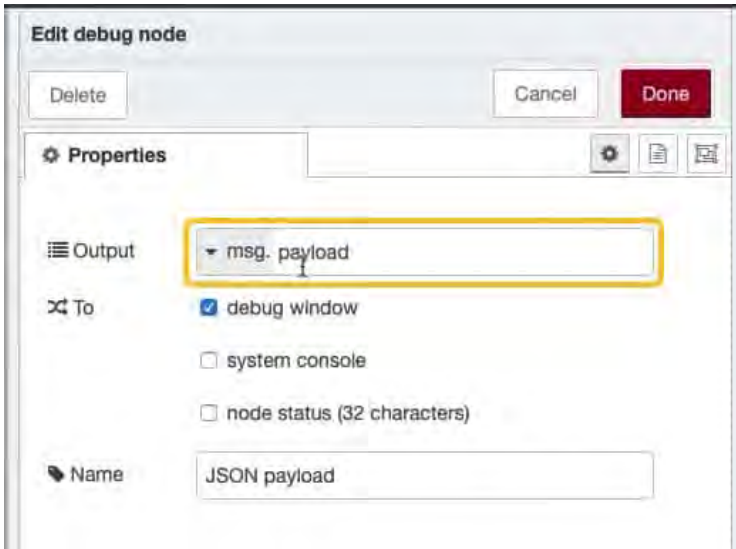 Edit debug node
Delete
Cancel
Done
Properties
Output
msg. payload
To
debug window
system console
node status (32 characters)
Name
JSON payload